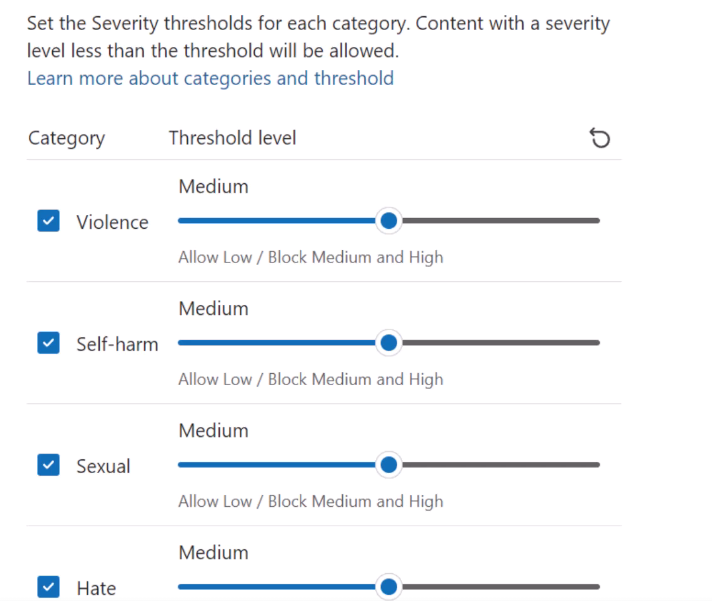 Set the Severity thresholds for each category. Content with a severity
level less than the threshold will be allowed.
Learn more about categories and threshold
Category Threshold level
Medium
Violence
Allow Low / Block Medium and High
Medium
Self-harm
Allow Low / Block Medium and High
Medium
Sexual
Allow Low / Block Medium and High
Medium
Hate